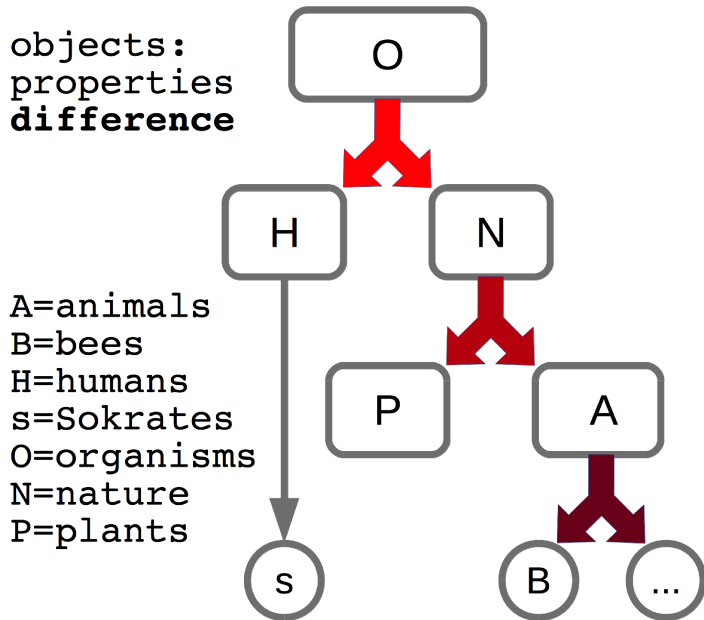 objects:
properties
difference
O
H
N
A=animals
B=bees
H=humans
s=Sokrates
O=organisms
N=nature
P=plants
P
A
s
B
...